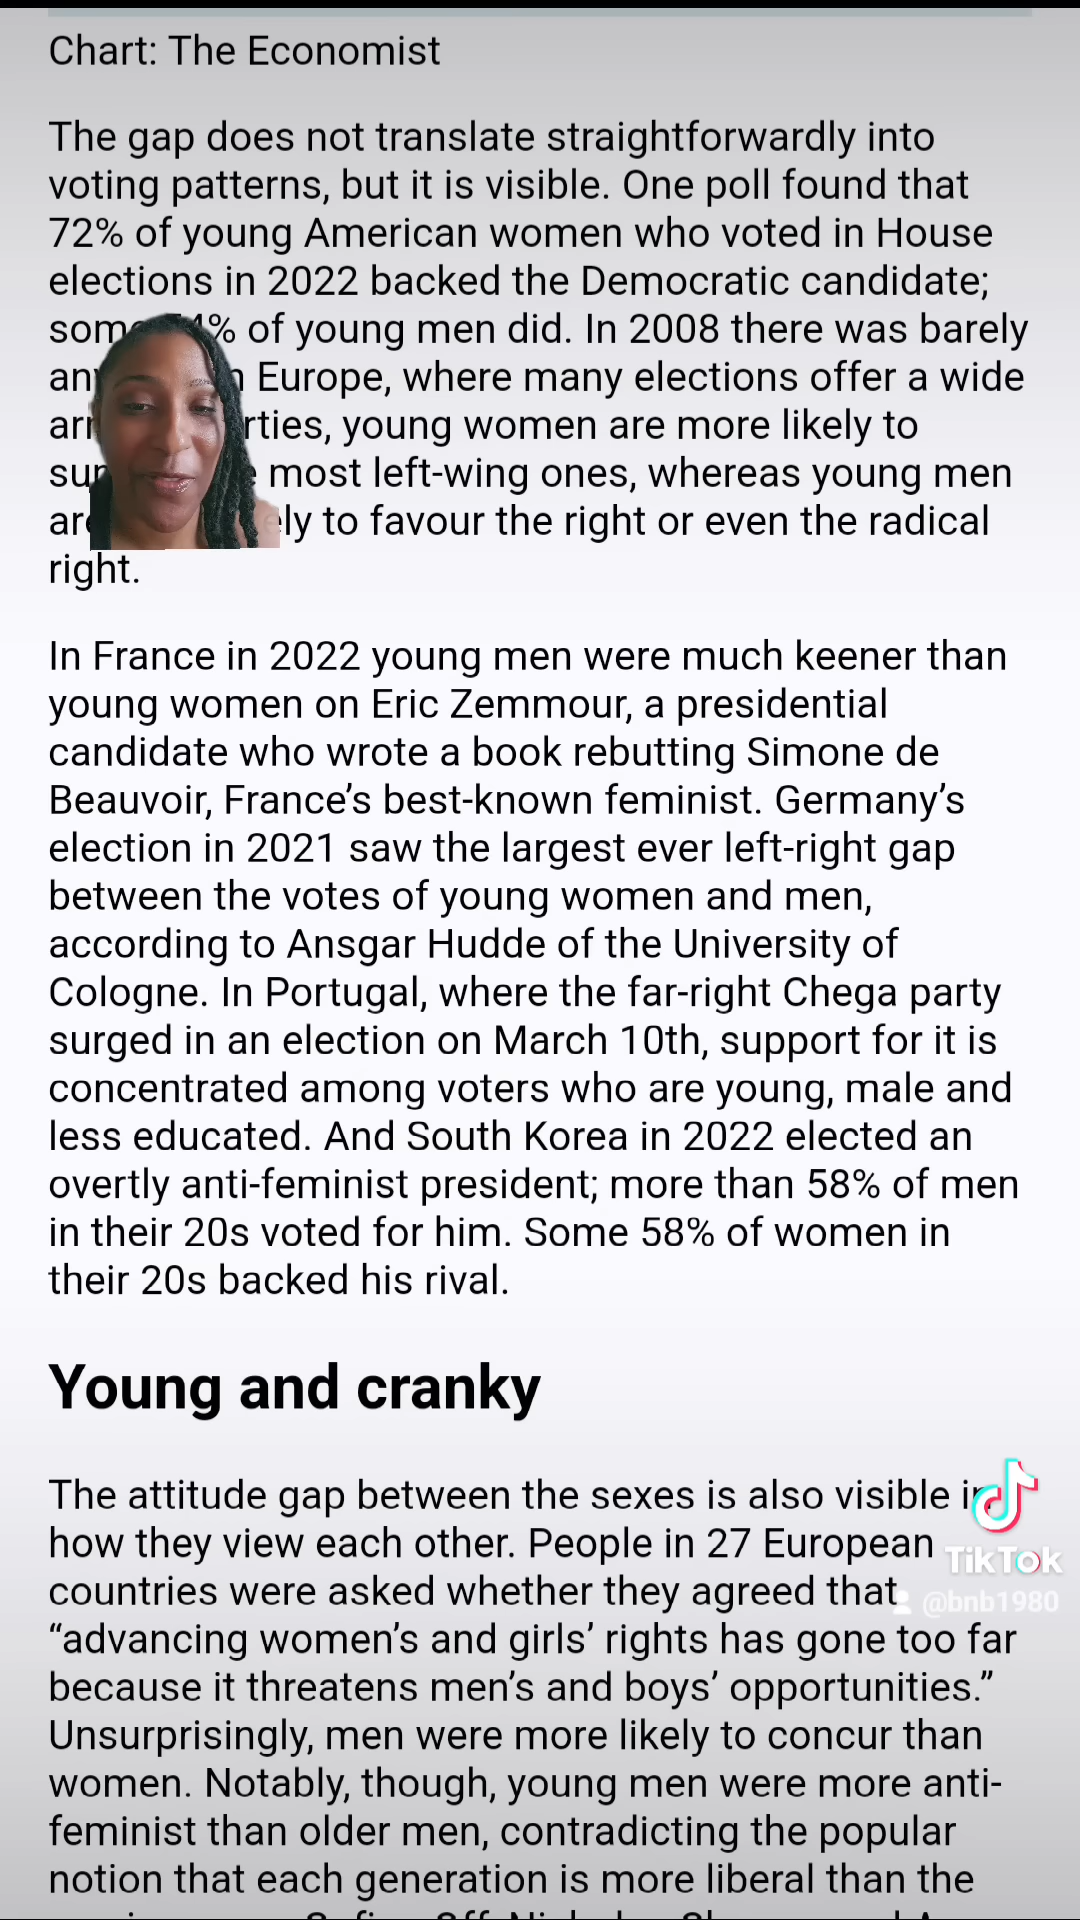 Chart: The Economist
The gap does not translate straightforwardly into
voting patterns, but it is visible. One poll found that
72% of young American women who voted in House
elections in 2022 backed the Democratic candidate;
some % of young men did. In 2008 there was barely
Europe, where many elections offer a wide
young women are more likely to
most left-wing ones, whereas young men
to favour the right or even the radical
right.
In France in 2022 young men were much keener than
young women on Eric Zemmour, a presidential
candidate who wrote a book rebutting Simone de
Beauvoir, France’s best-known feminist. Germany’s
election in 2021 saw the largest ever left-right gap
between the votes of young women and men,
according to Ansgar Hudde of the University of
Cologne. In Portugal, where the far-right Chega party
surged in an election on March 10th, support for it is
concentrated among voters who are young, male and
less educated. And South Korea in 2022 elected an
overtly anti-feminist president; more than 58% of men
in their 20s voted for him. Some 58% of women in
their 20s backed his rival.
Young and cranky
The attitude gap between the sexes is also visible in
how they view each other. People in 27 European
countries were asked whether they agreed that
“advancing women’s and girls’ rights has gone too far
because it threatens men’s and boys’ opportunities.”
Unsurprisingly, men were more likely to concur than
women. Notably, though, young men were more anti-
feminist than older men, contradicting the popular
notion that each generation is more liberal than the
TikTok
@bnb1980